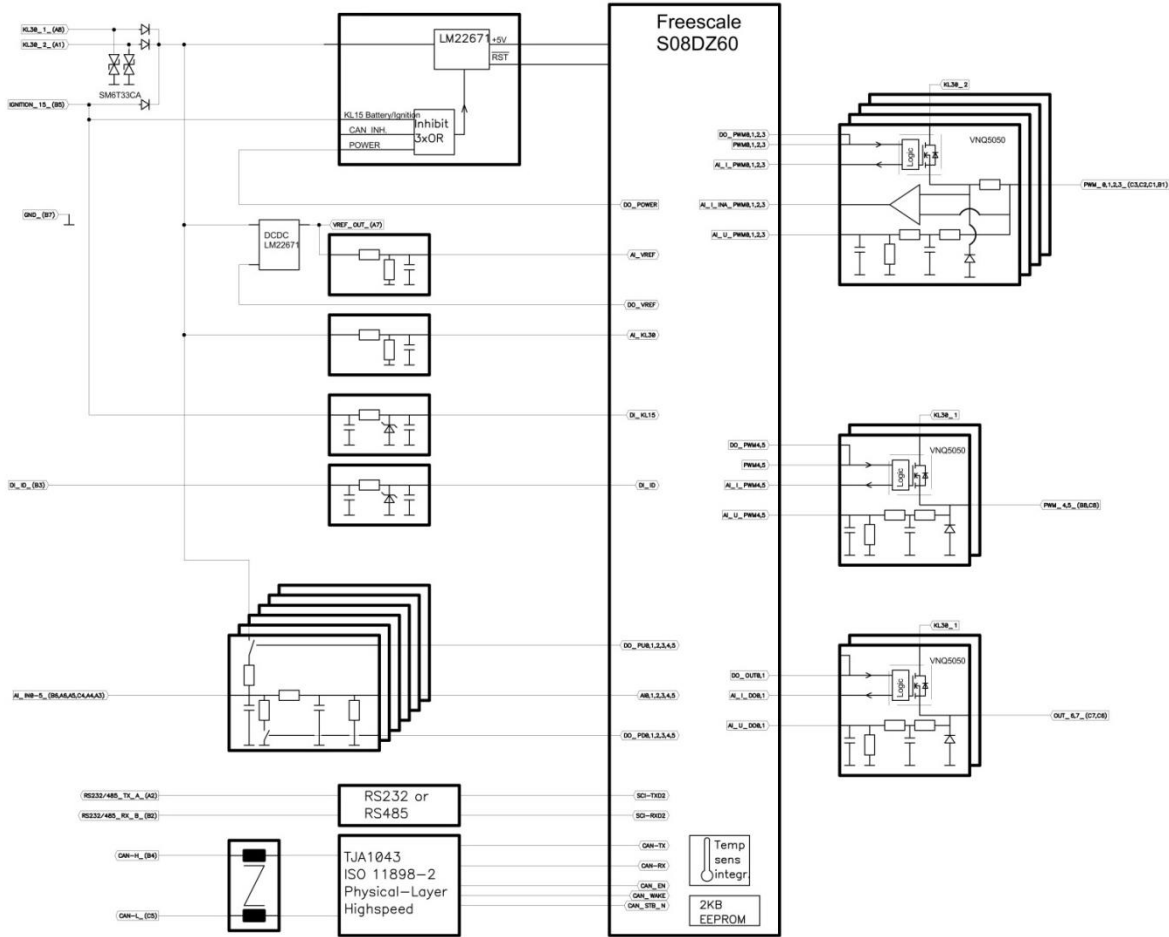 KL30_1_(A8)
KL30_2_(A1)
SM6T33CA
IGNITION_15_(B5)
LM22671
+5V
RST
KL15 Battery/Ignition
CAN INH.
POWER
Inhibit
3xOR
GND_(B7)
DCDC
LM22671
VREF_OUT_(A7)
DI_ID_(B3)
AI_IN0-5_(B6,A6,A5,C4,A4,A3)
RS232/485_TX_A_(A2)
RS232/485_RX_B_(B2)
RS232 or
RS485
CAN-H_(B4)
CAN-L_(C5)
TJA1043
ISO 11898-2
Physical-Layer
Highspeed
Freescale
S08DZ60
DO_POWER
AI_VREF
DO_VREF
AI_KL30
DI_KL15
DI_ID
DO_PU0,1,2,3,4,5
AI0,1,2,3,4,5
DO_PD0,1,2,3,4,5
SCI-TXD2
SCI-RXD2
CAN-TX
CAN-RX
CAN_EN
CAN_WAKE
CAN_STB_N
Temp
sens
integr.
2KB
EEPROM
KL30_2
DO_PWM0,1,2,3
PWM0,1,2,3
AI_I_PWM0,1,2,3
AI_I_INA_PWM0,1,2,3
AI_U_PWM0,1,2,3
Logic
VNQ5050
PWM_0,1,2,3_(C3,C2,C1,B1)
KL30_1
DO_PWM4,5
PWM4,5
AI_I_PWM4,5
AI_U_PWM4,5
Logic
VNQ5050
PWM_4,5_(B8,C8)
KL30_1
DO_OUT0,1
AI_I_DO0,1
AI_U_DO0,1
Logic
VNQ5050
OUT_6,7_(C7,C6)